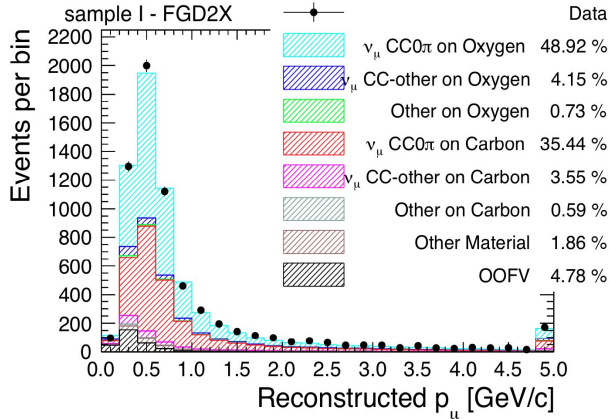 sample I - FGD2X
Data
ν_μ CC0π on Oxygen 48.92 %
ν_μ CC-other on Oxygen 4.15 %
Other on Oxygen 0.73 %
ν_μ CC0π on Carbon 35.44 %
ν_μ CC-other on Carbon 3.55 %
Other on Carbon 0.59 %
Other Material 1.86 %
OOFV 4.78 %
Events per bin
2200
2000
1800
1600
1400
1200
1000
800
600
400
200
0
0.0 0.5 1.0 1.5 2.0 2.5 3.0 3.5 4.0 4.5 5.0
Reconstructed p_μ [GeV/c]